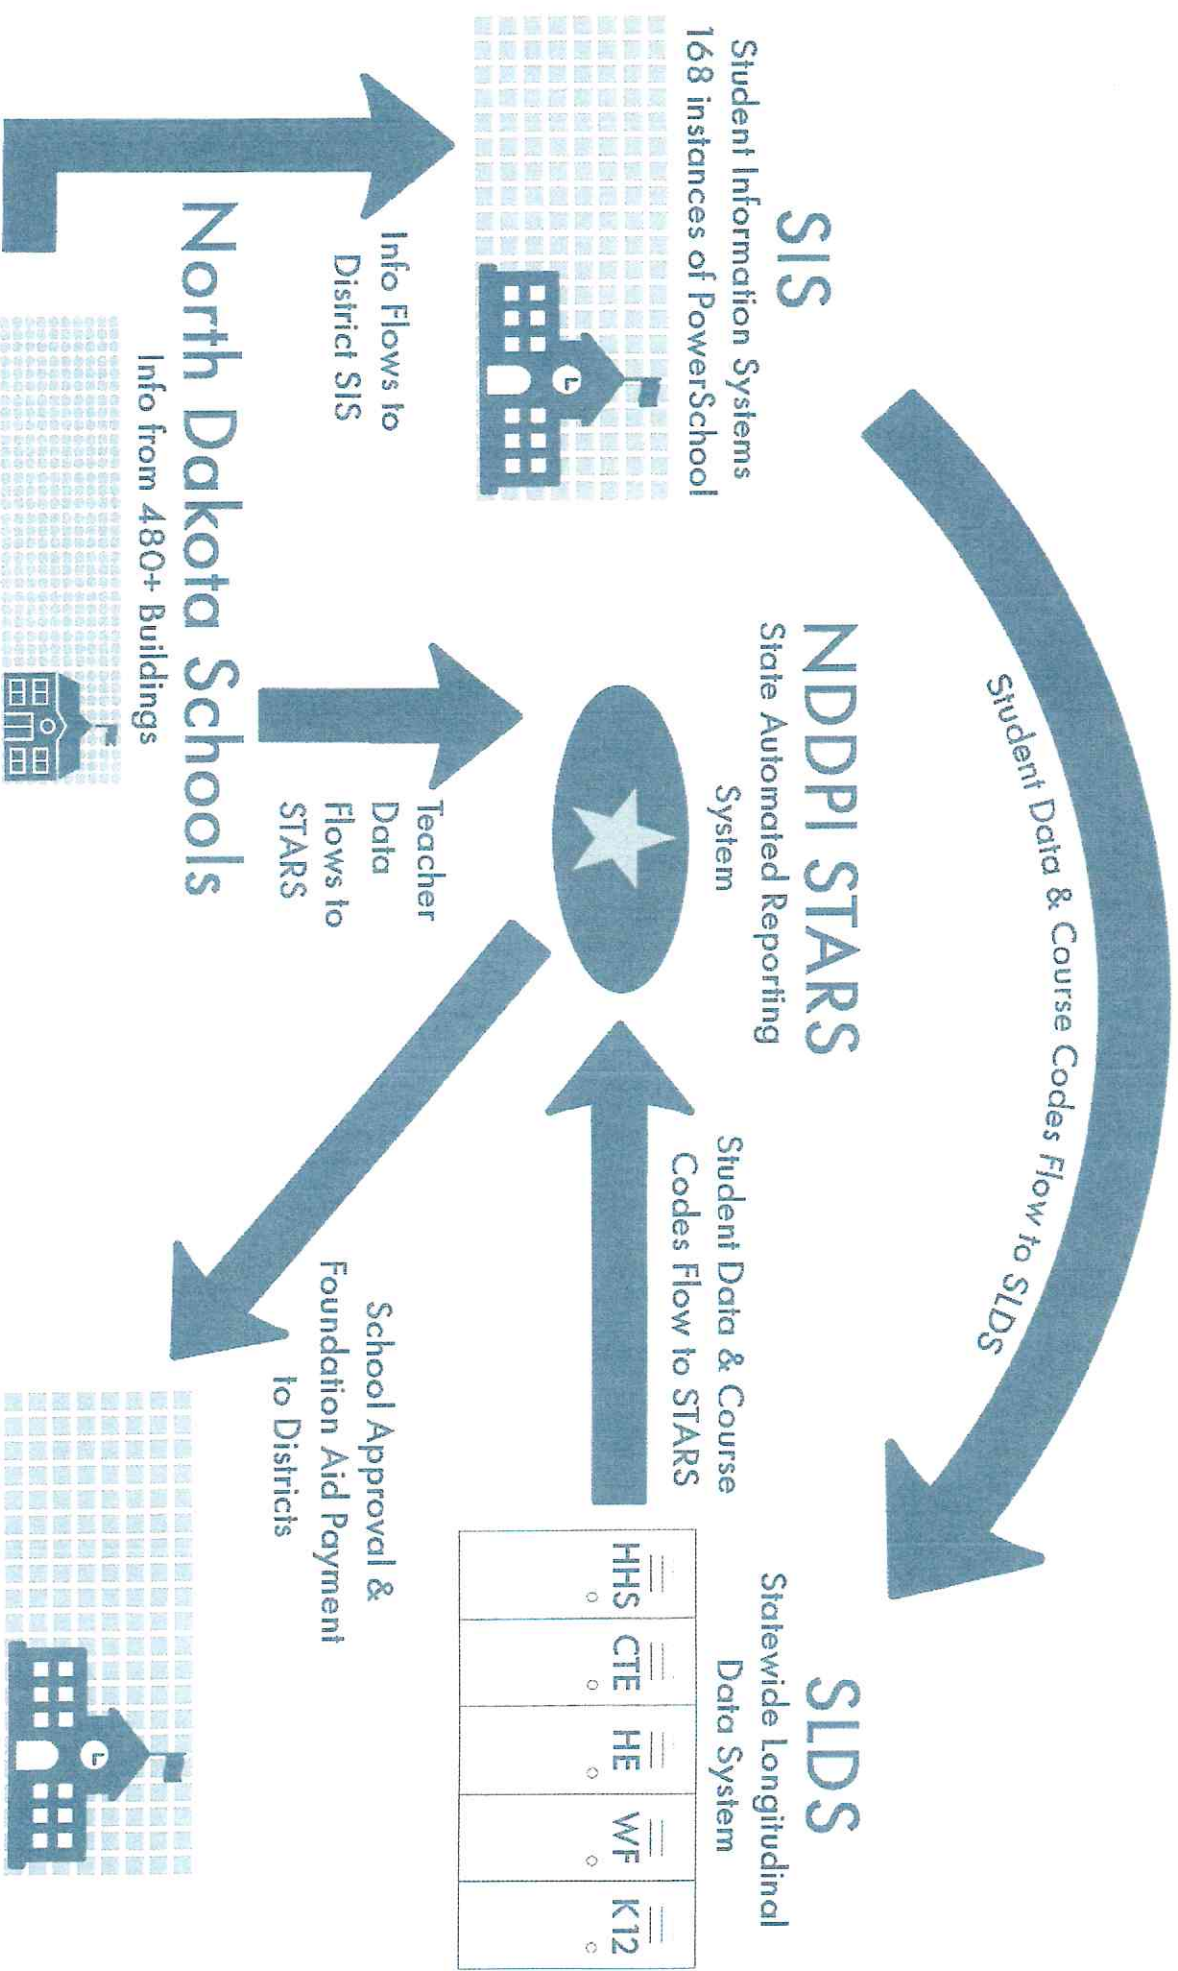 Student Data & Course Codes Flow to SLDS
SIS
Student Information Systems
168 instances of PowerSchool
NDDPI STARS
State Automated Reporting
System
Student Data & Course
Codes Flow to STARS
SLDS
Statewide Longitudinal
Data System
HHS
CTE
HE
WF
K12
Info Flows to
District SIS
Teacher
Data
Flows to
STARS
School Approval &
Foundation Aid Payment
to Districts
North Dakota Schools
Info from 480+ Buildings